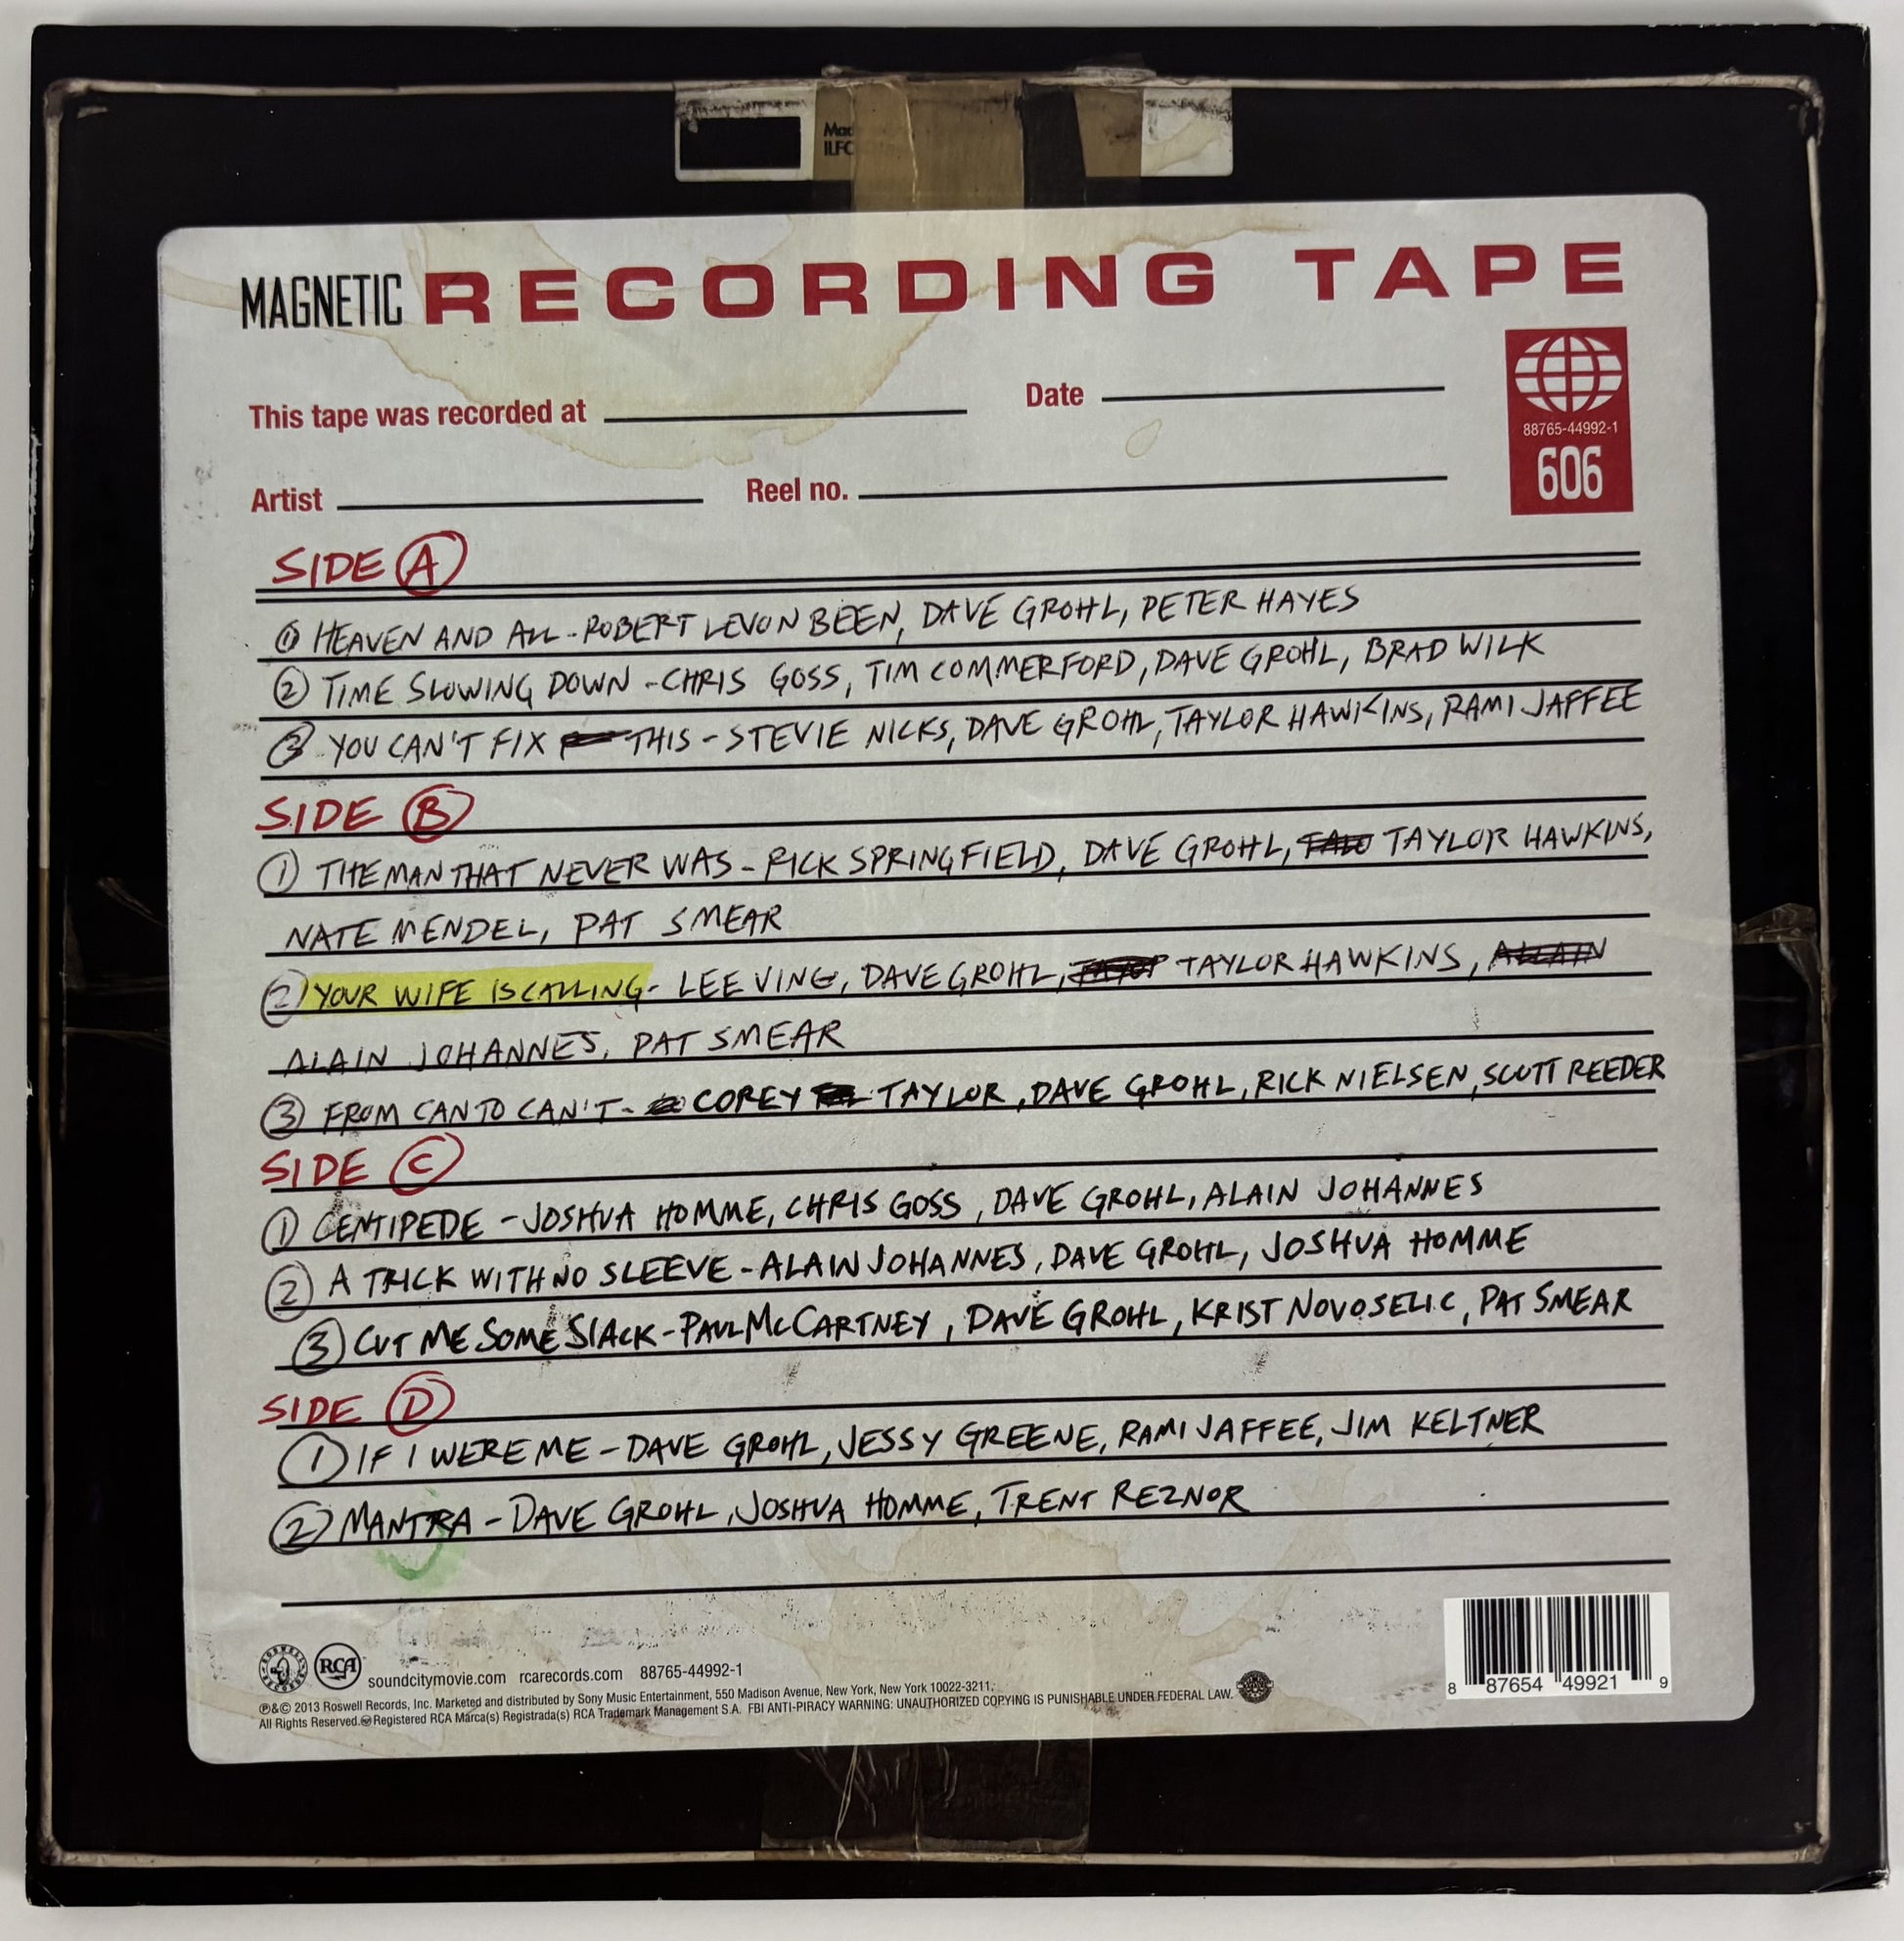 Mad
ILFC
MAGNETIC RECORDING TAPE
This tape was recorded at
Date
88765-44992-1
606
Artist
Reel no.
SIDE A
1 HEAVEN AND ALL - ROBERT LEVON BEEN, DAVE GROHL, PETER HAYES
2 TIME SLOWING DOWN - CHRIS GOSS, TIM COMMERFORD, DAVE GROHL, BRAD WILK
3 YOU CAN'T FIX THIS - STEVIE NICKS, DAVE GROHL, TAYLOR HAWKINS, RAMI JAFFEE
SIDE B
1 THE MAN THAT NEVER WAS - RICK SPRINGFIELD, DAVE GROHL, TAYLOR HAWKINS,
NATE MENDEL, PAT SMEAR
2 YOUR WIFE IS CALLING - LEE VING, DAVE GROHL, TAYLOR HAWKINS, ALLAIN
ALAIN JOHANNES, PAT SMEAR
3 FROM CAN TO CAN'T - COREY TAYLOR, DAVE GROHL, RICK NIELSEN, SCOTT REEDER
SIDE C
1 CENTIPEDE - JOSHUA HOMME, CHRIS GOSS, DAVE GROHL, ALAIN JOHANNES
2 A TRICK WITH NO SLEEVE - ALAIN JOHANNES, DAVE GROHL, JOSHUA HOMME
3 CUT ME SOME SLACK - PAUL McCARTNEY, DAVE GROHL, KRIST NOVOSELIC, PAT SMEAR
SIDE D
1 IF I WERE ME - DAVE GROHL, JESSY GREENE, RAMI JAFFEE, JIM KELTNER
2 MANTRA - DAVE GROHL, JOSHUA HOMME, TRENT REZNOR
RCA soundcitymovie.com rcarecords.com 88765-44992-1
℗&© 2013 Roswell Records, Inc. Marketed and distributed by Sony Music Entertainment, 550 Madison Avenue, New York, New York 10022-3211.
All Rights Reserved. Registered RCA Marca(s) Registrada(s) RCA Trademark Management S.A. FBI ANTI-PIRACY WARNING: UNAUTHORIZED COPYING IS PUNISHABLE UNDER FEDERAL LAW.
8 87654 49921 9